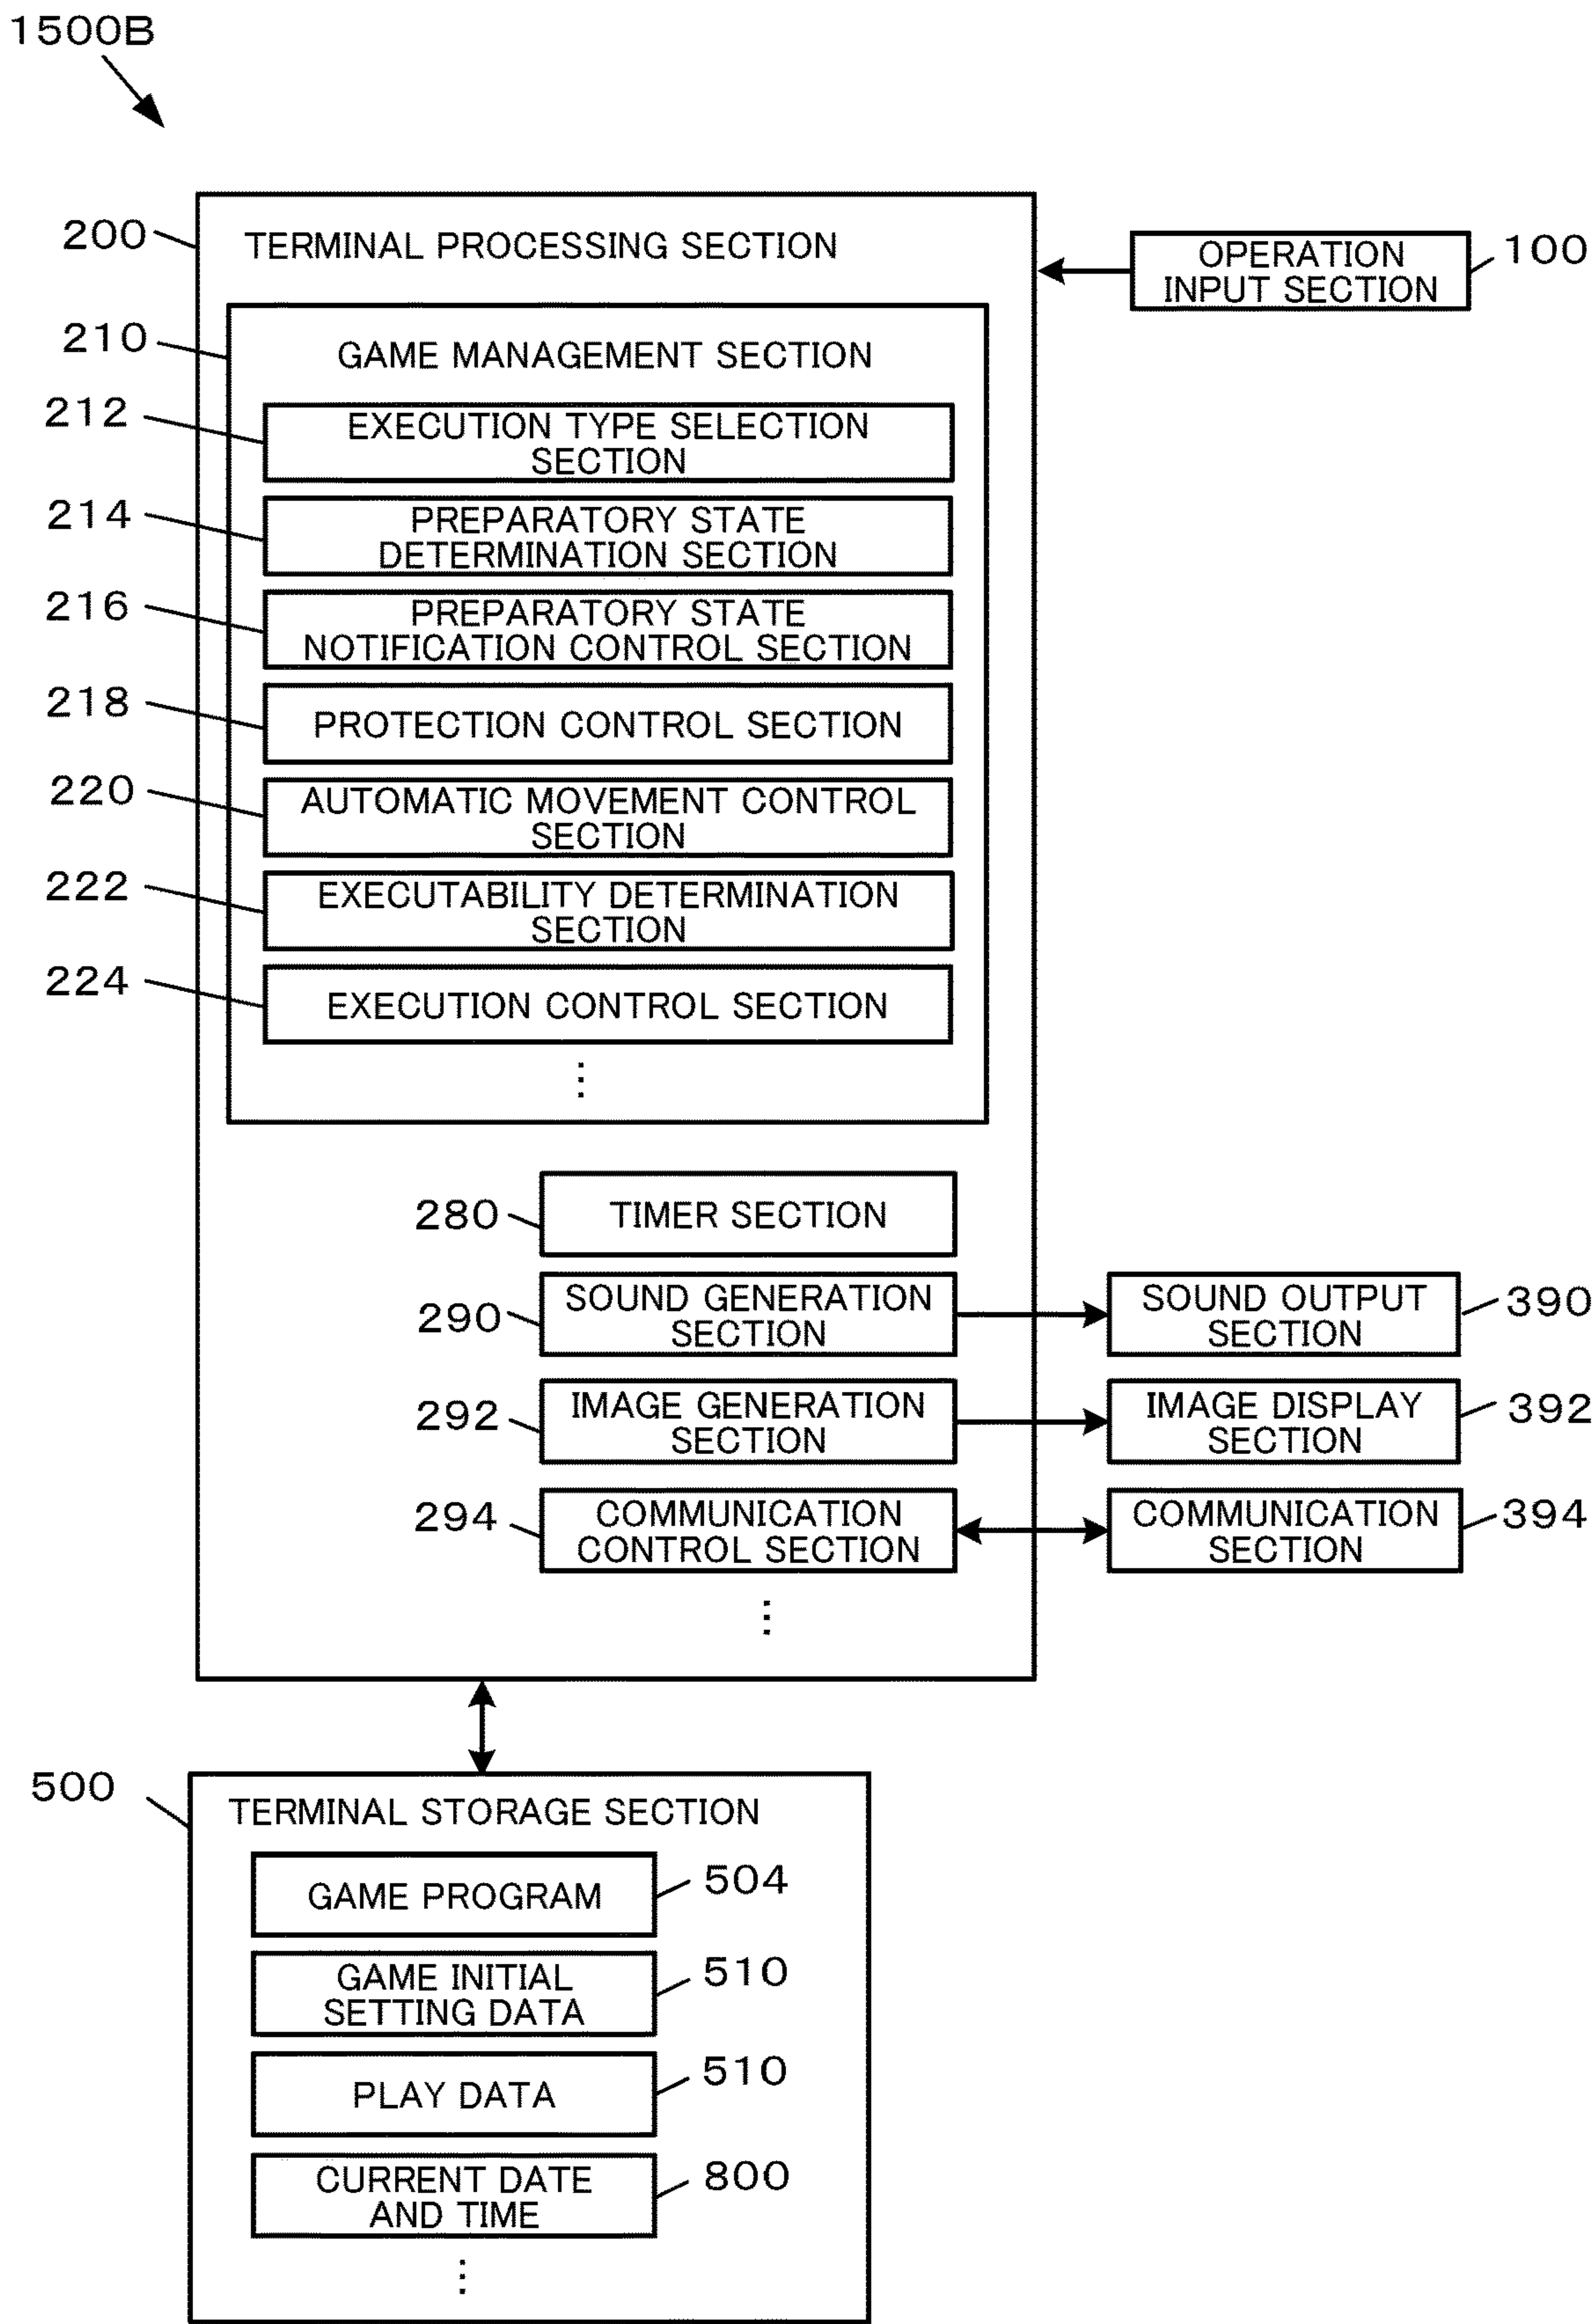 1500B
200
TERMINAL PROCESSING SECTION
OPERATION
INPUT SECTION
100
210
GAME MANAGEMENT SECTION
212
EXECUTION TYPE SELECTION
SECTION
214
PREPARATORY STATE
DETERMINATION SECTION
216
PREPARATORY STATE
NOTIFICATION CONTROL SECTION
218
PROTECTION CONTROL SECTION
220
AUTOMATIC MOVEMENT CONTROL
SECTION
222
EXECUTABILITY DETERMINATION
SECTION
224
EXECUTION CONTROL SECTION
280
TIMER SECTION
290
SOUND GENERATION
SECTION
SOUND OUTPUT
SECTION
390
292
IMAGE GENERATION
SECTION
IMAGE DISPLAY
SECTION
392
294
COMMUNICATION
CONTROL SECTION
COMMUNICATION
SECTION
394
500
TERMINAL STORAGE SECTION
GAME PROGRAM
504
GAME INITIAL
SETTING DATA
510
PLAY DATA
510
CURRENT DATE
AND TIME
800